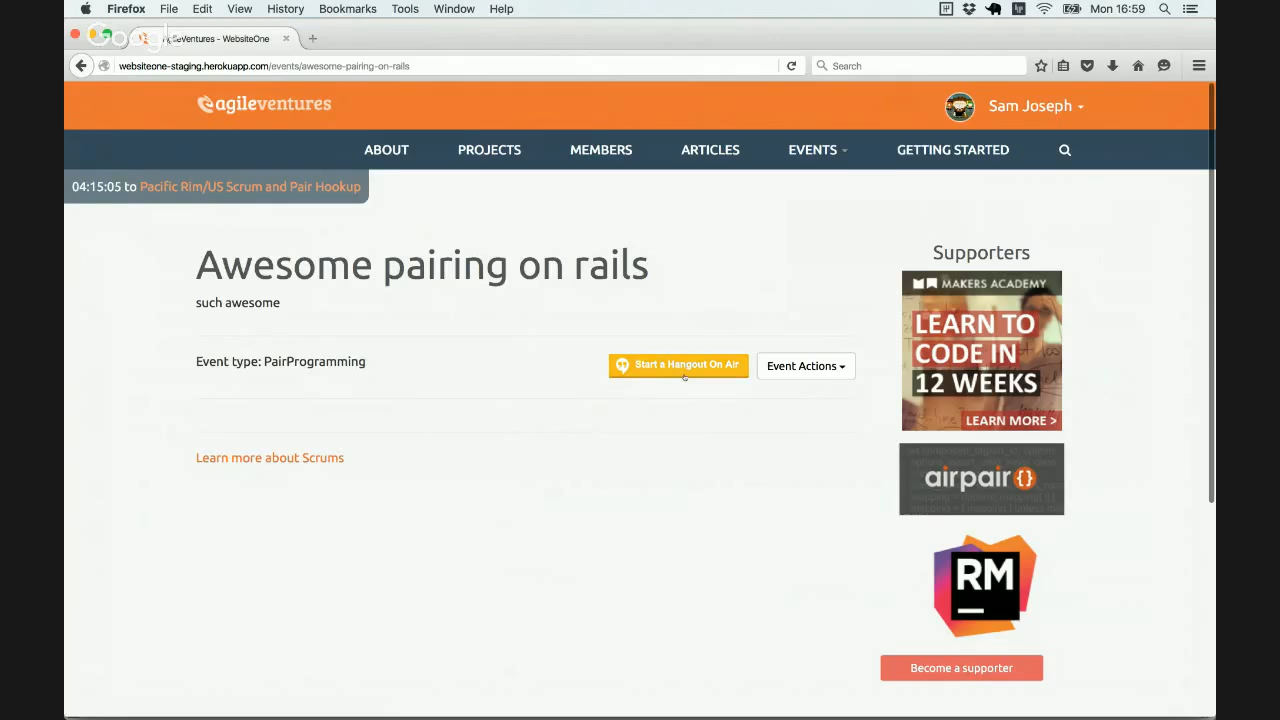 Firefox File Edit View History Bookmarks Tools Window Help Mon 16:59
Google
AgileVentures - WebsiteOne
websiteone-staging.herokuapp.com/events/awesome-pairing-on-rails Search
agileventures Sam Joseph
ABOUT PROJECTS MEMBERS ARTICLES EVENTS GETTING STARTED
04:15:05 to Pacific Rim/US Scrum and Pair Hookup
Awesome pairing on rails
such awesome
Event type: PairProgramming
Start a Hangout On Air
Event Actions
Learn more about Scrums
Supporters
MAKERS ACADEMY
LEARN TO
CODE IN
12 WEEKS
LEARN MORE >
airpair {}
RM
Become a supporter